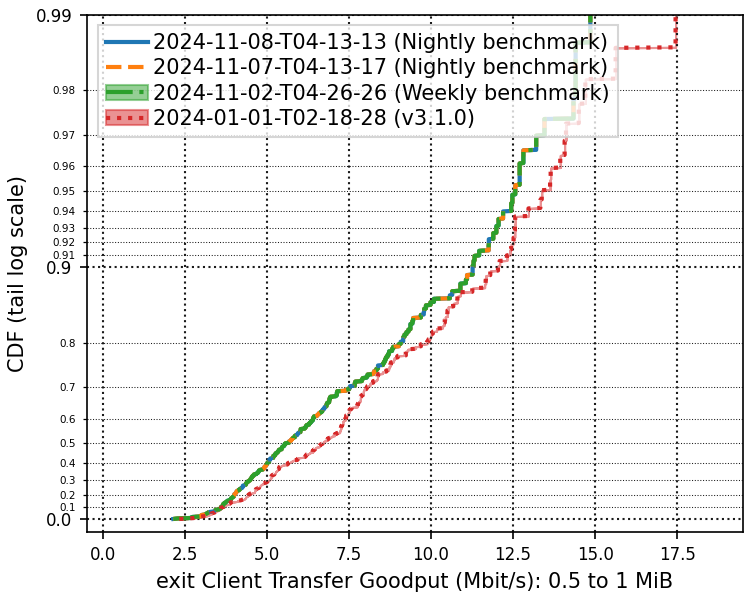 0.99
2024-11-08-T04-13-13 (Nightly benchmark)
2024-11-07-T04-13-17 (Nightly benchmark)
2024-11-02-T04-26-26 (Weekly benchmark)
2024-01-01-T02-18-28 (v3.1.0)
0.98
0.97
0.96
0.95
0.94
0.93
0.92
0.91
0.9
0.8
0.7
0.6
0.5
0.4
0.3
0.2
0.1
0.0
CDF (tail log scale)
0.0 2.5 5.0 7.5 10.0 12.5 15.0 17.5
exit Client Transfer Goodput (Mbit/s): 0.5 to 1 MiB